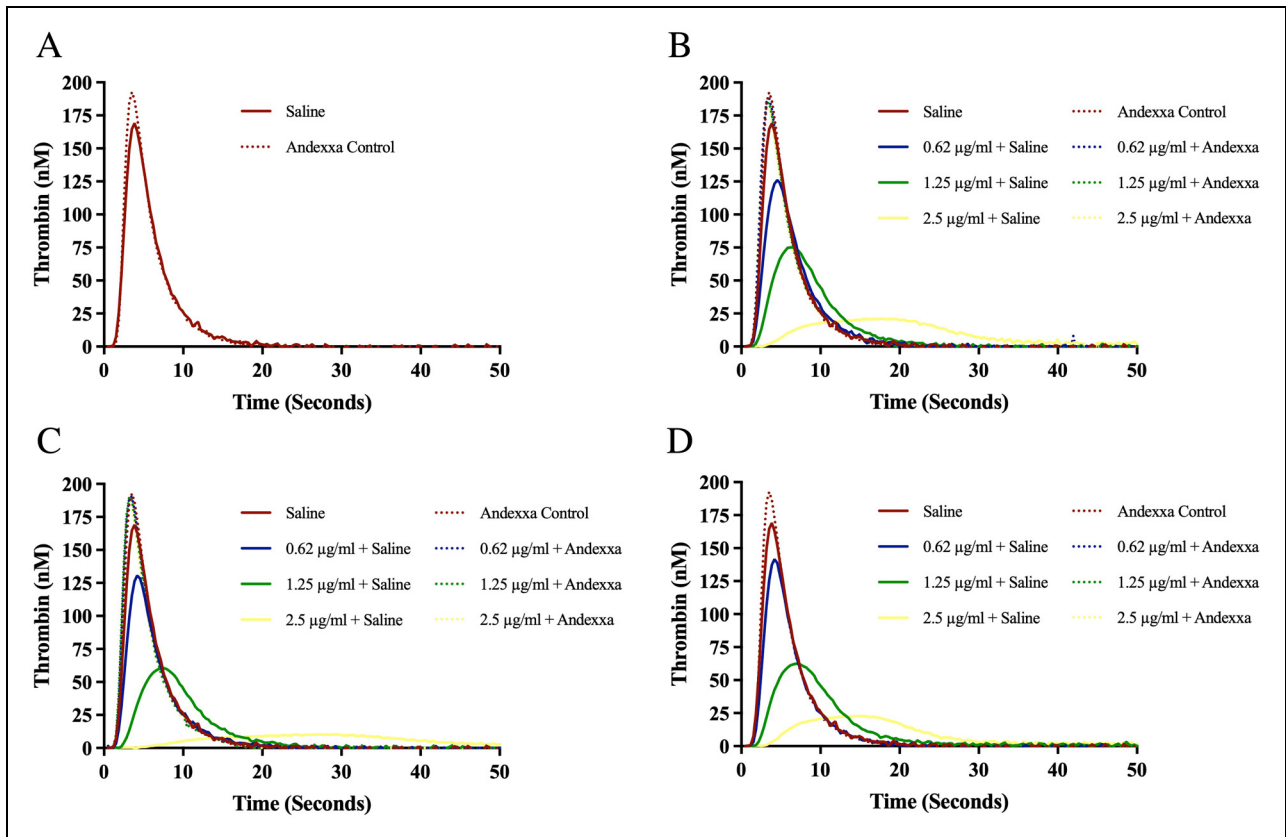 A
200
175
150
125
100
75
50
25
0
Thrombin (nM)
Saline
Andexxa Control
0 10 20 30 40 50
Time (Seconds)
B
200
175
150
125
100
75
50
25
0
Thrombin (nM)
Saline Andexxa Control
0.62 µg/ml + Saline 0.62 µg/ml + Andexxa
1.25 µg/ml + Saline 1.25 µg/ml + Andexxa
2.5 µg/ml + Saline 2.5 µg/ml + Andexxa
0 10 20 30 40 50
Time (Seconds)
C
200
175
150
125
100
75
50
25
0
Thrombin (nM)
Saline Andexxa Control
0.62 µg/ml + Saline 0.62 µg/ml + Andexxa
1.25 µg/ml + Saline 1.25 µg/ml + Andexxa
2.5 µg/ml + Saline 2.5 µg/ml + Andexxa
0 10 20 30 40 50
Time (Seconds)
D
200
175
150
125
100
75
50
25
0
Thrombin (nM)
Saline Andexxa Control
0.62 µg/ml + Saline 0.62 µg/ml + Andexxa
1.25 µg/ml + Saline 1.25 µg/ml + Andexxa
2.5 µg/ml + Saline 2.5 µg/ml + Andexxa
0 10 20 30 40 50
Time (Seconds)